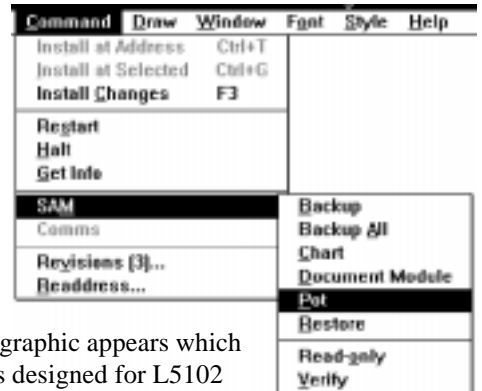 Command Draw Window Font Style Help
Install at Address Ctrl+T
Install at Selected Ctrl+G
Install Changes F3
Restart
Halt
Get Info
SAM
Comms
Revisions (3)...
Readdress...
Backup
Backup All
Chart
Document Module
Pot
Restore
Read-only
Verify
graphic appears which
s designed for L5102